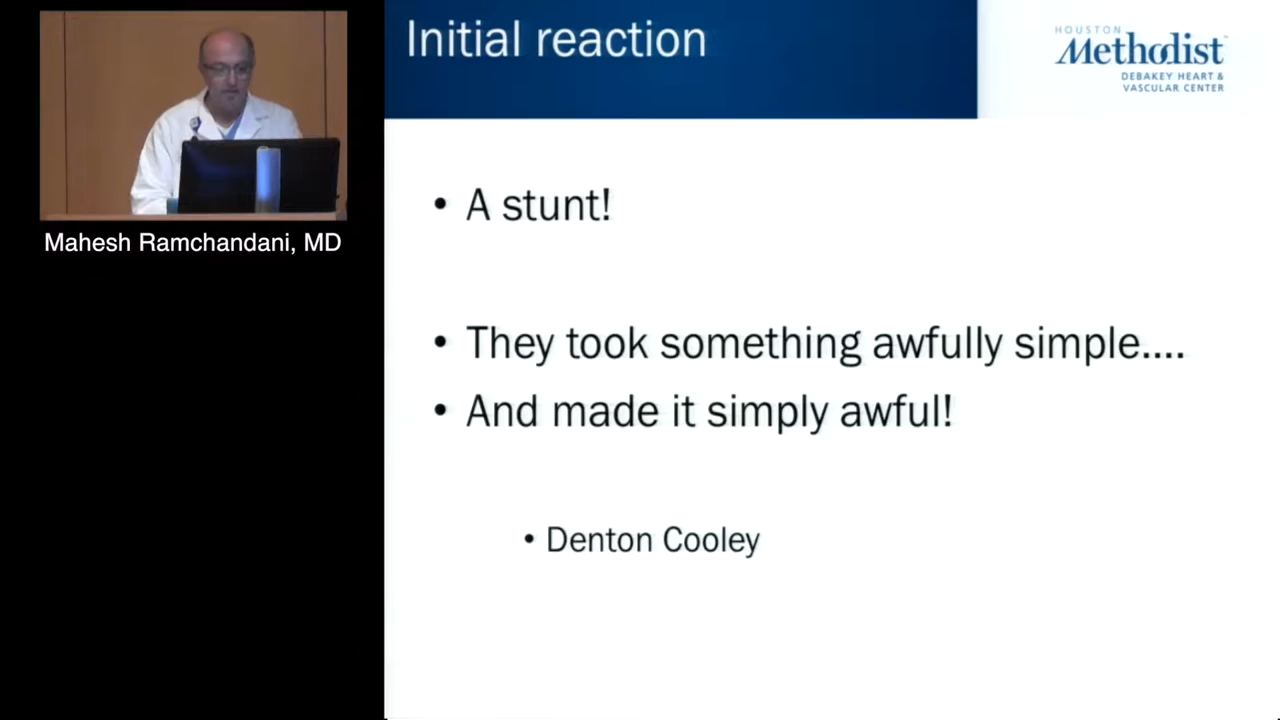 Initial reaction
HOUSTON
Methodist
DEBAKEY HEART &
VASCULAR CENTER
Mahesh Ramchandani, MD
• A stunt!
• They took something awfully simple....
• And made it simply awful!
• Denton Cooley